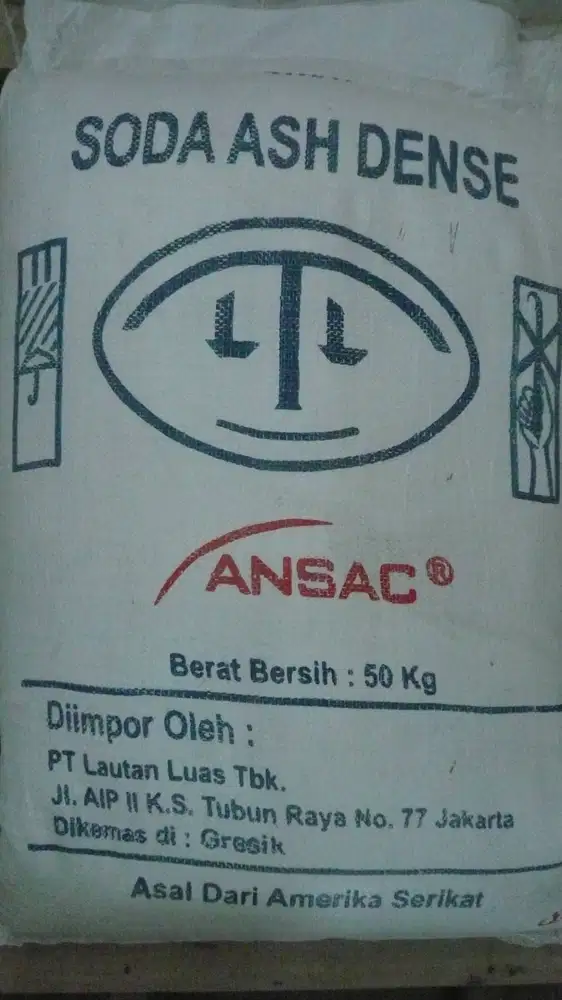 SODA ASH DENSE
LTL
ANSAC®
Berat Bersih : 50 Kg
Diimpor Oleh :
PT Lautan Luas Tbk.
Jl. AIP II K.S. Tubun Raya No. 77 Jakarta
Dikemas di : Gresik
Asal Dari Amerika Serikat